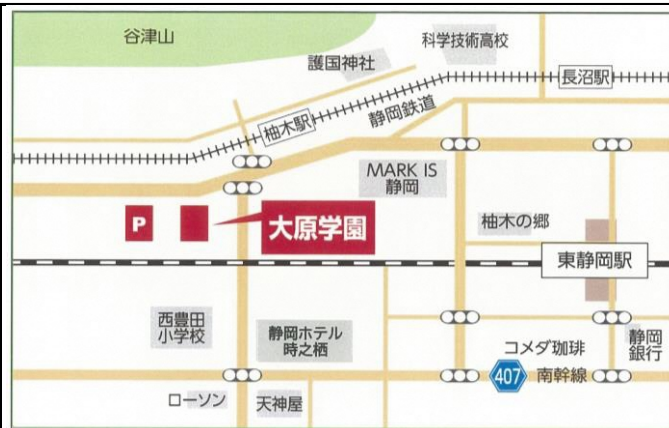 谷津山
科学技術高校
護国神社
長沼駅
柚木駅
静岡鉄道
MARK IS
静岡
P
大原学園
柚木の郷
東静岡駅
西豊田
小学校
静岡ホテル
時之栖
静岡
銀行
コメダ珈琲
407
南幹線
ローソン
天神屋